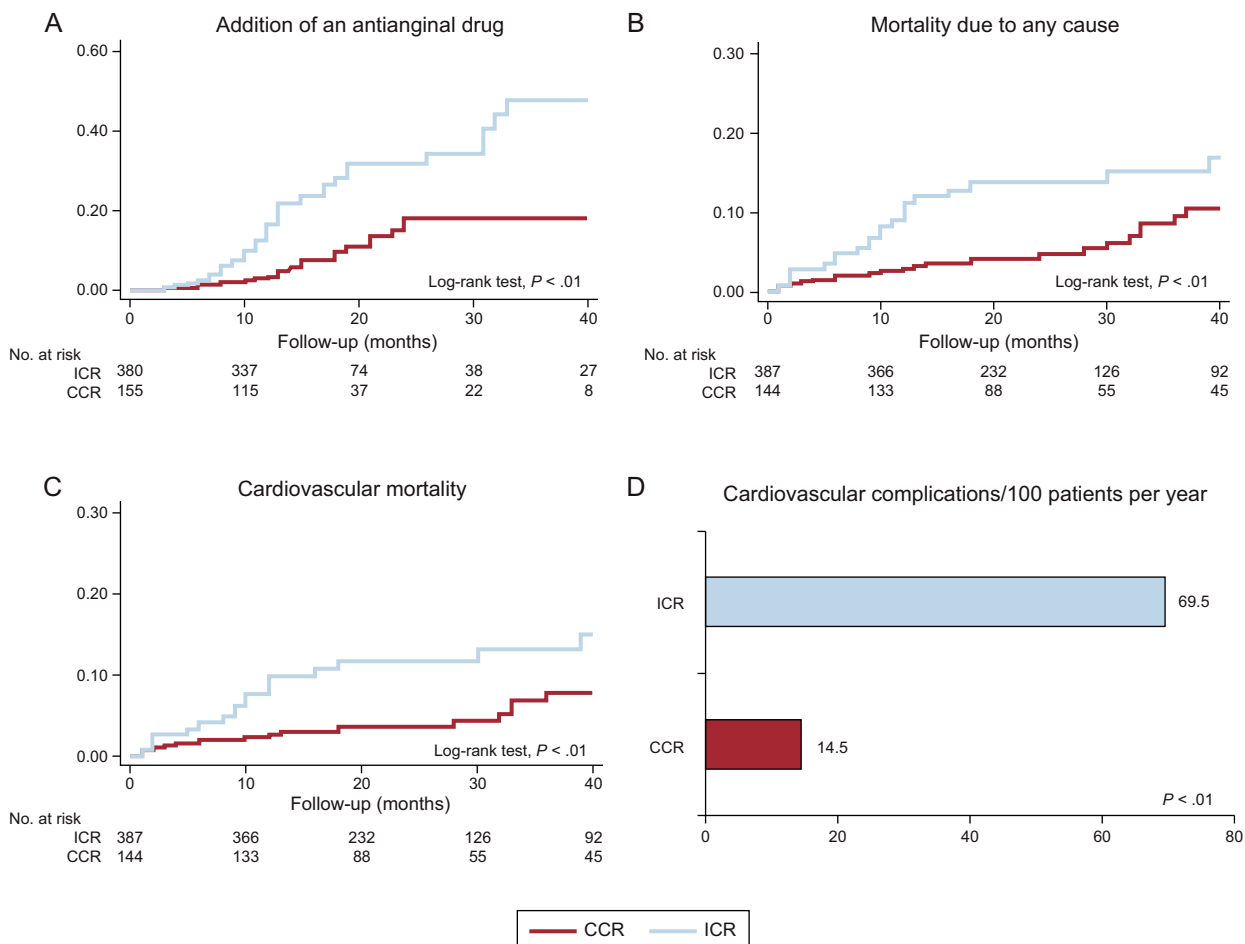 A
Addition of an antianginal drug
0.60
0.40
0.20
0.00
Log-rank test, P < .01
0 10 20 30 40
Follow-up (months)
No. at risk
ICR 380 337 74 38 27
CCR 155 115 37 22 8
B
Mortality due to any cause
0.30
0.20
0.10
0.00
Log-rank test, P < .01
0 10 20 30 40
Follow-up (months)
No. at risk
ICR 387 366 232 126 92
CCR 144 133 88 55 45
C
Cardiovascular mortality
0.30
0.20
0.10
0.00
Log-rank test, P < .01
0 10 20 30 40
Follow-up (months)
No. at risk
ICR 387 366 232 126 92
CCR 144 133 88 55 45
D
Cardiovascular complications/100 patients per year
ICR 69.5
CCR 14.5
P < .01
0 20 40 60 80
CCR ICR